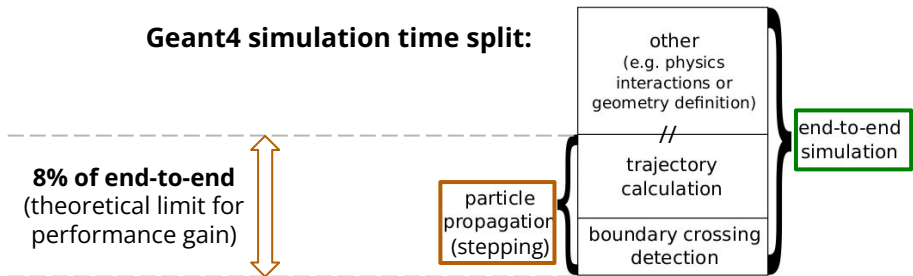 Geant4 simulation time split:
other
(e.g. physics
interactions or
geometry definition)
//
end-to-end
simulation
8% of end-to-end
(theoretical limit for
performance gain)
particle
propagation
(stepping)
trajectory
calculation
boundary crossing
detection